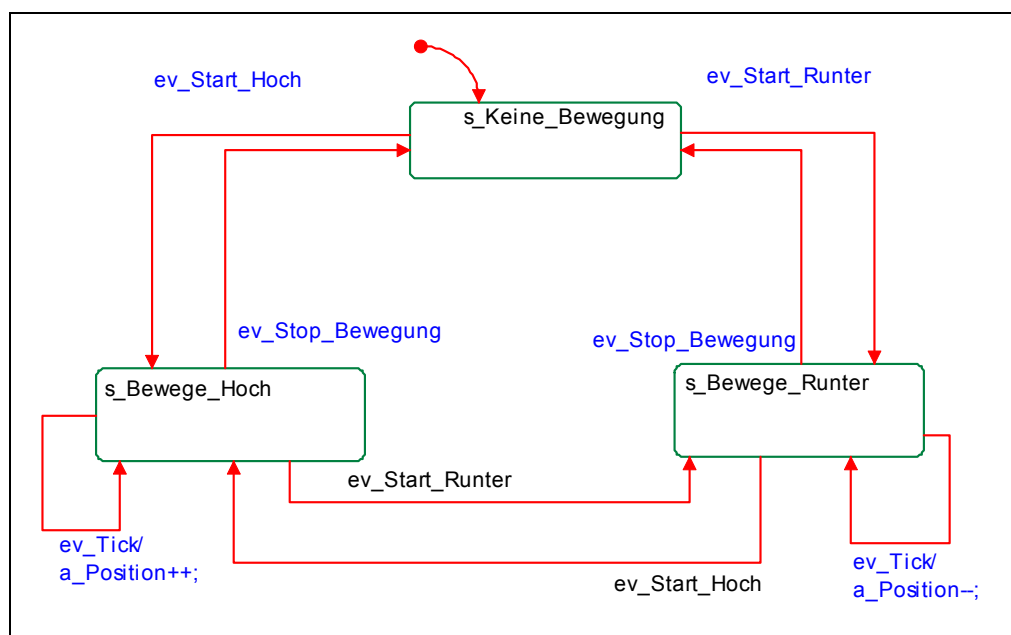 ev_Start_Hoch
ev_Start_Runter
s_Keine_Bewegung
ev_Stop_Bewegung
ev_Stop_Bewegung
s_Bewege_Hoch
s_Bewege_Runter
ev_Start_Runter
ev_Tick/
a_Position++;
ev_Start_Hoch
ev_Tick/
a_Position--;